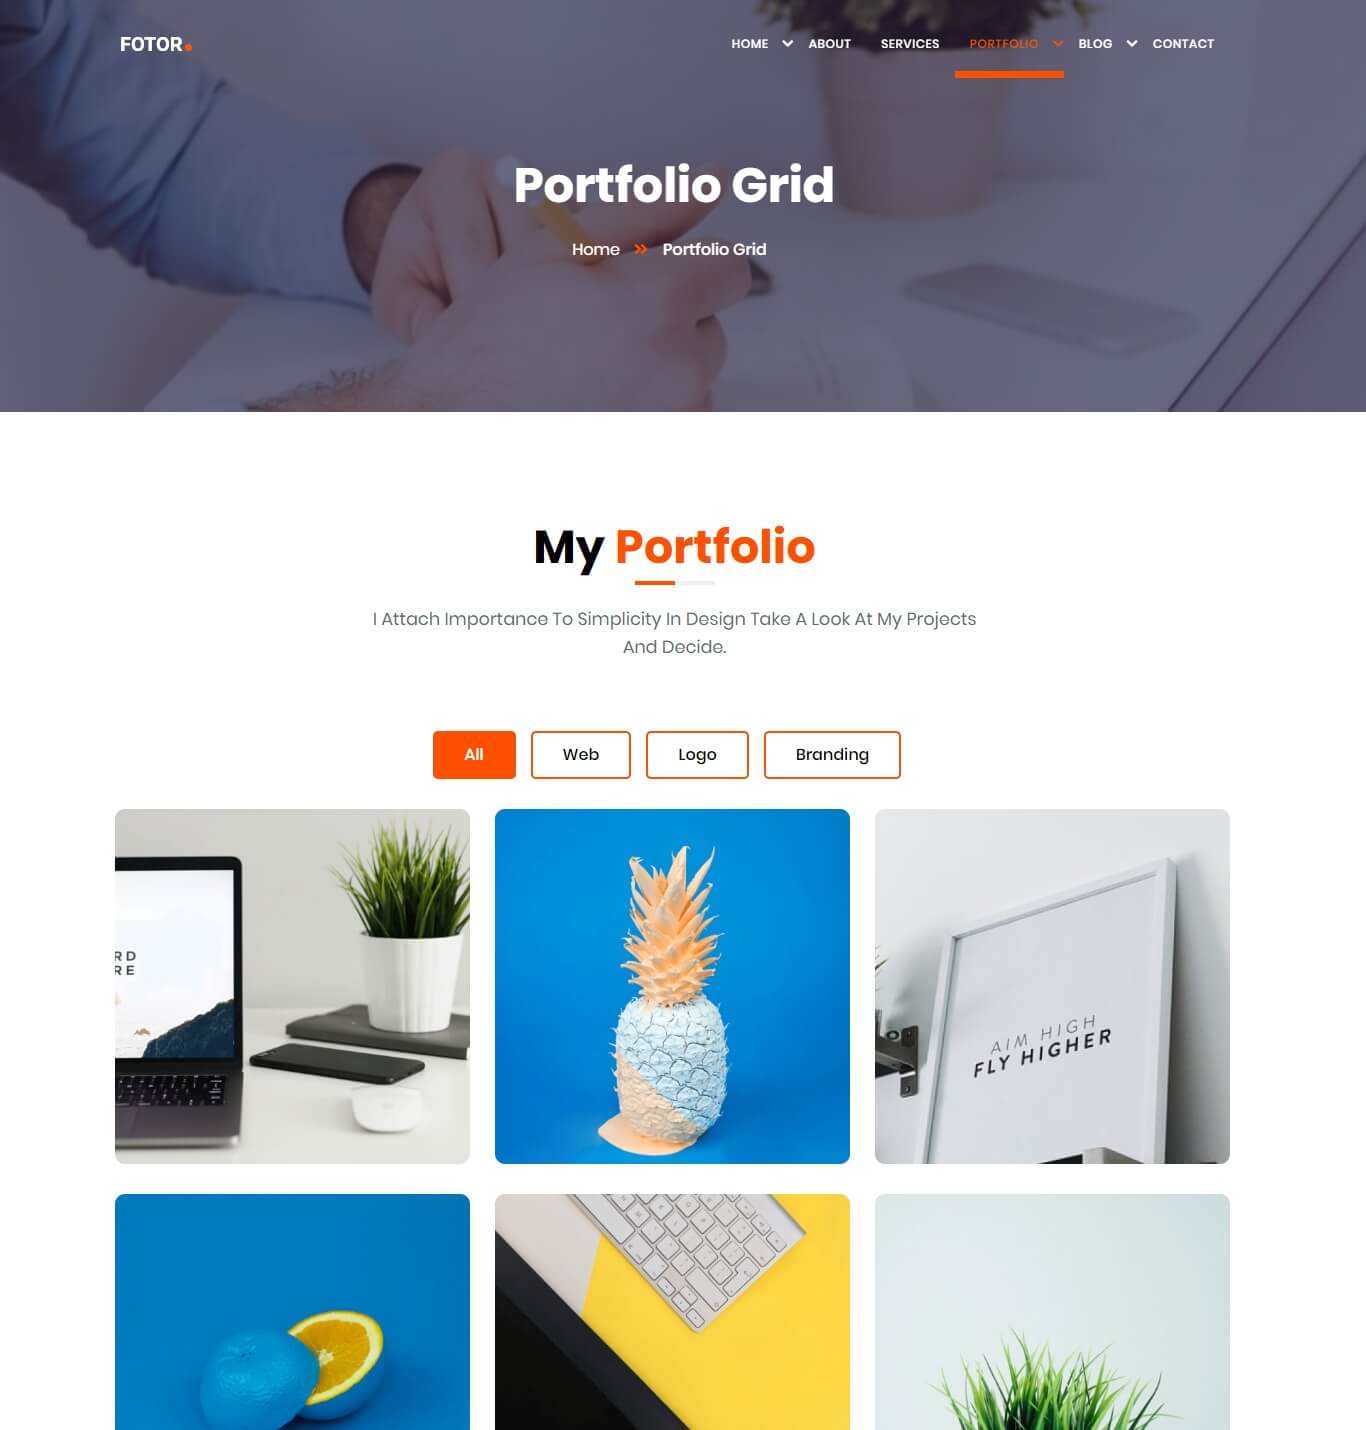 FOTOR.
HOME ABOUT SERVICES PORTFOLIO BLOG CONTACT
Portfolio Grid
Home » Portfolio Grid
My Portfolio
I Attach Importance To Simplicity In Design Take A Look At My Projects
And Decide.
All Web Logo Branding
RD
RE
AIM HIGH
FLY HIGHER